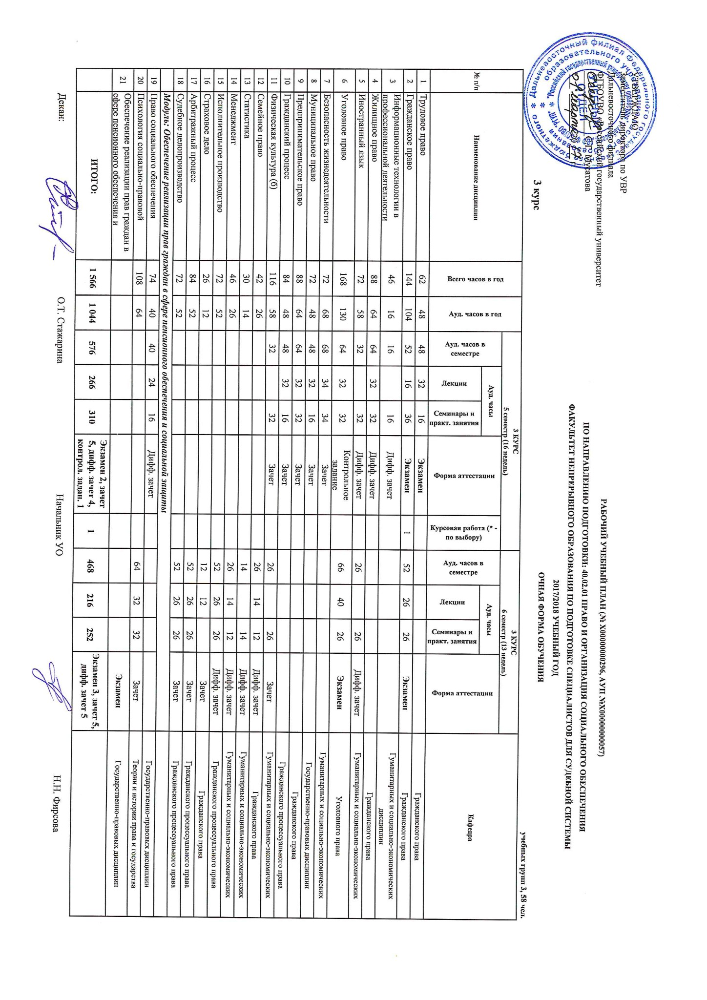 УТВЕРЖДАЮ
Заместитель директора по УВР
Дальневосточного филиала
ФГБОУВО «Российский государственный университет
С.Г. Мусатова
РАБОЧИЙ УЧЕБНЫЙ ПЛАН (№ Х0000000296, АУП №Х0000000057)
ПО НАПРАВЛЕНИЮ ПОДГОТОВКИ: 40.02.01 ПРАВО И ОРГАНИЗАЦИЯ СОЦИАЛЬНОГО ОБЕСПЕЧЕНИЯ
ФАКУЛЬТЕТ НЕПРЕРЫВНОГО ОБРАЗОВАНИЯ ПО ПОДГОТОВКЕ СПЕЦИАЛИСТОВ ДЛЯ СУДЕБНОЙ СИСТЕМЫ
2017/2018 УЧЕБНЫЙ ГОД
ОЧНАЯ ФОРМА ОБУЧЕНИЯ
3 курс
учебных групп 3, 58 чел.
№ п/п Наименование дисциплин Всего часов в год Ауд. часов в год 3 КУРС 3 КУРС Кафедра
5 семестр (16 недель) 6 семестр (13 недель)
Ауд. часов в семестре Ауд. часы Форма аттестации Курсовая работа (* - по выбору) Ауд. часов в семестре Ауд. часы Форма аттестации
Лекции Семинары и практ. занятия Лекции Семинары и практ. занятия
1 Трудовое право 62 48 48 32 16 Экзамен Гражданского права
2 Гражданское право 144 104 52 16 36 Экзамен 1 52 26 26 Экзамен Гражданского права
3 Информационные технологии в профессиональной деятельности 46 16 16 16 Дифф. зачет Гуманитарных и социально-экономических дисциплин
4 Жилищное право 88 64 64 32 32 Дифф. зачет Гражданского права
5 Иностранный язык 72 58 32 32 Дифф. зачет 26 26 Дифф. зачет Гуманитарных и социально-экономических
6 Уголовное право 168 130 64 32 32 Контрольное задание 66 40 26 Экзамен Уголовного права
7 Безопасность жизнедеятельности 72 68 68 34 34 Зачет Гуманитарных и социально-экономических
8 Муниципальное право 72 48 48 32 16 Зачет Государственно-правовых дисциплин
9 Предпринимательское право 88 64 64 32 32 Зачет Гражданского права
10 Гражданский процесс 84 48 48 32 16 Зачет Гражданского процессуального права
11 Физическая культура (б) 116 58 32 32 Зачет 26 26 Зачет Гуманитарных и социально-экономических
12 Семейное право 42 26 26 14 12 Дифф. зачет Гражданского права
13 Статистика 30 14 14 14 Дифф. зачет Гуманитарных и социально-экономических
14 Менеджмент 46 26 26 14 12 Дифф. зачет Гуманитарных и социально-экономических
15 Исполнительное производство 72 52 52 26 26 Дифф. зачет Гражданского процессуального права
16 Страховое дело 26 12 12 12 Зачет Гражданского права
17 Арбитражный процесс 84 52 52 26 26 Зачет Гражданского процессуального права
18 Судебное делопроизводство 72 52 52 26 26 Зачет Гражданского процессуального права
Модуль: Обеспечение реализации прав граждан в сфере пенсионного обеспечения и социальной защиты
19 Право социального обеспечения 74 40 40 24 16 Дифф. зачет Государственно-правовых дисциплин
20 Психология социально-правовой 108 64 64 32 32 Зачет Теории и истории права и государства
21 Обеспечение реализации прав граждан в сфере пенсионного обеспечения и Экзамен Государственно-правовых дисциплин
ИТОГО: 1 566 1 044 576 266 310 Экзамен 2, зачет 5, дифф. зачет 4, контрол. задан. 1 1 468 216 252 Экзамен 3, зачет 5, дифф. зачет 5
Декан: О.Т. Стажарина Начальник УО Н.Н. Фирсова